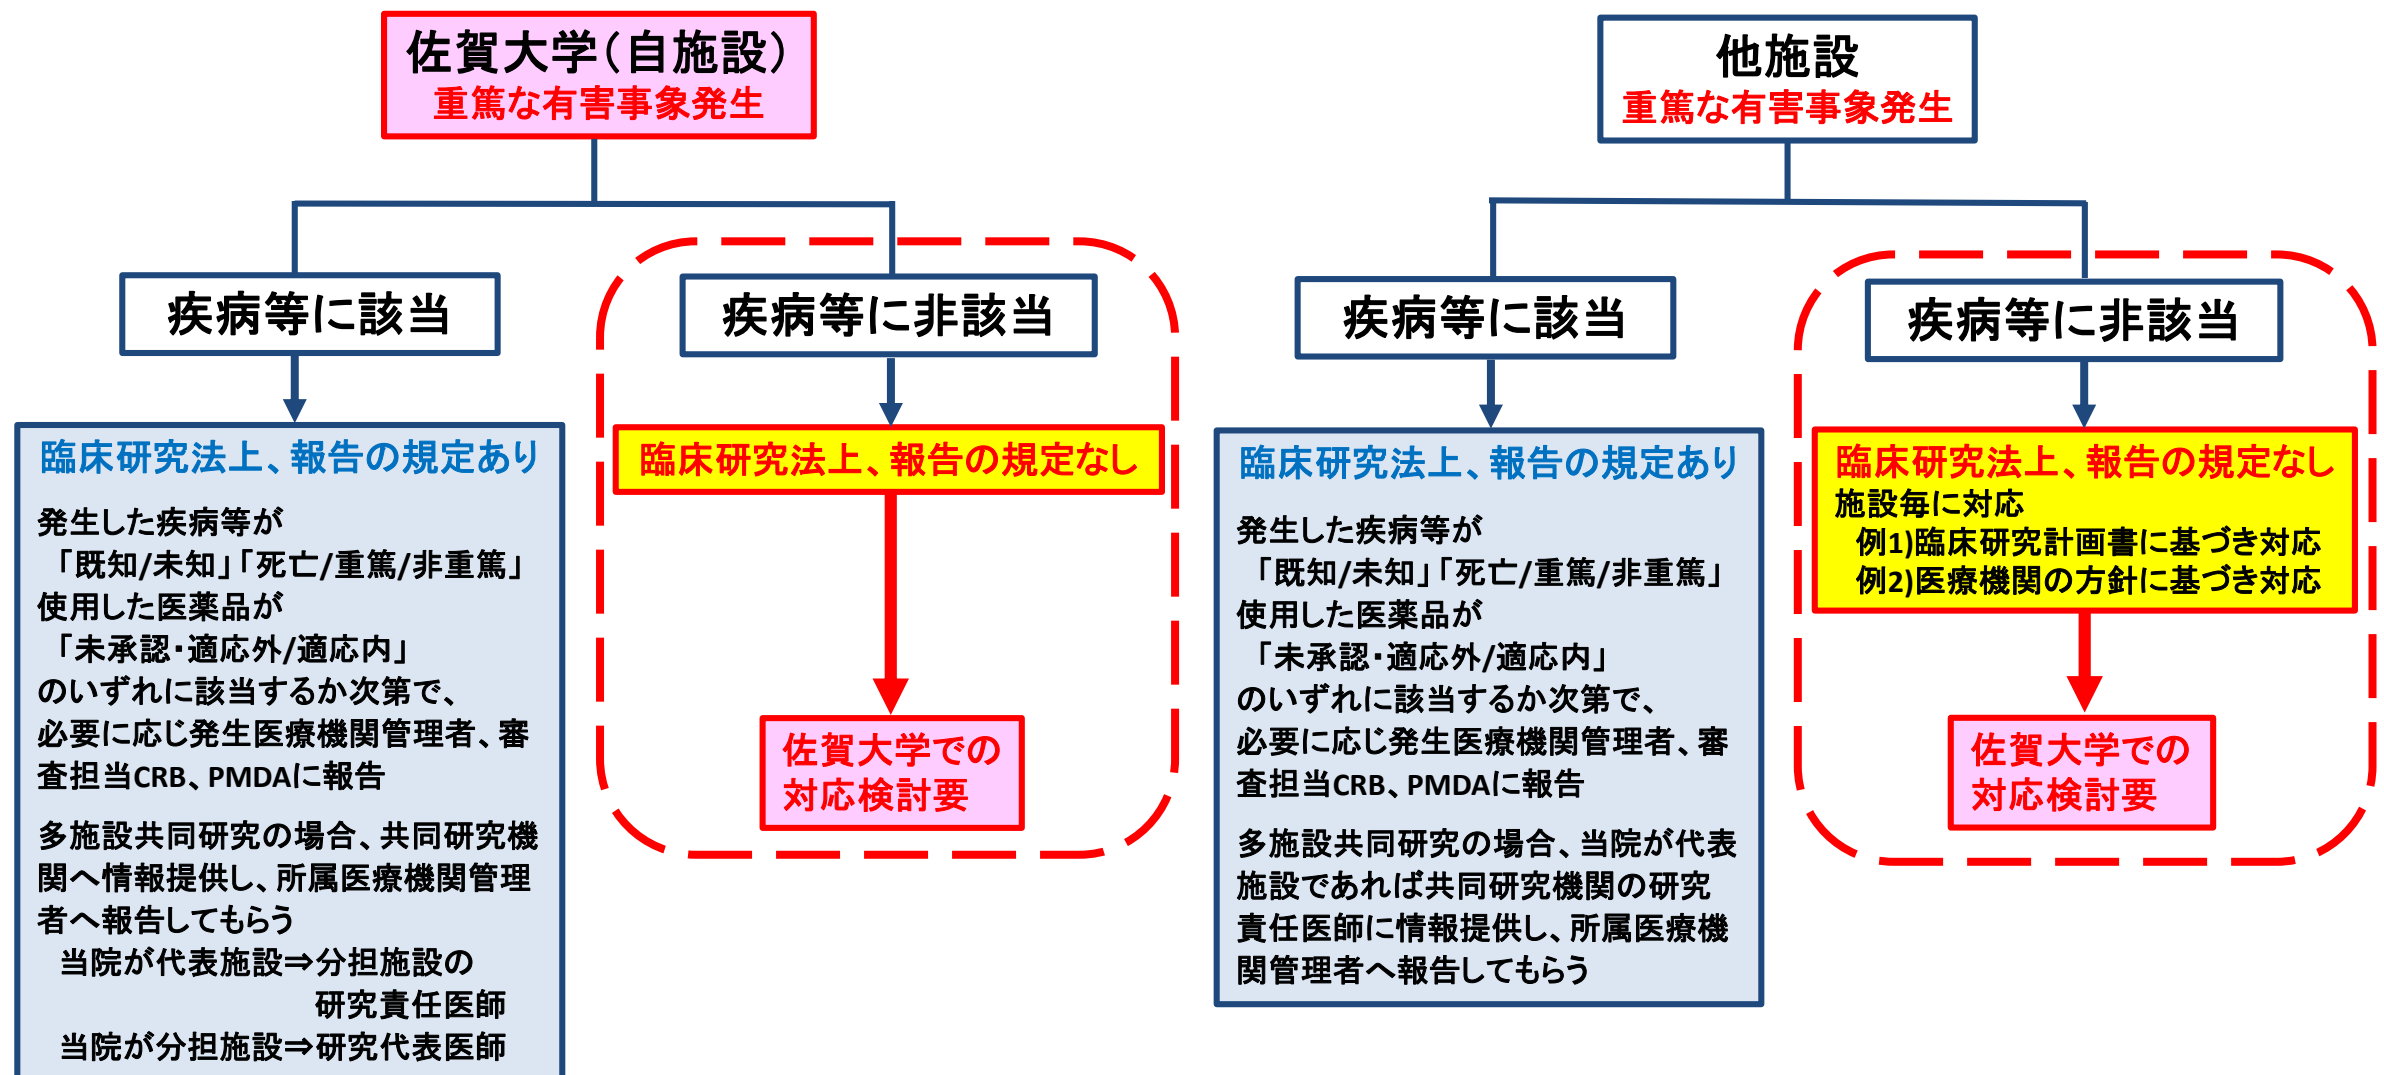 佐賀大学（自施設）
重篤な有害事象発生
疾病等に該当
疾病等に非該当
臨床研究法上、報告の規定あり
発生した疾病等が
「既知/未知」「死亡/重篤/非重篤」
使用した医薬品が
「未承認・適応外/適応内」
のいずれに該当するか次第で、
必要に応じ発生医療機関管理者、審
査担当CRB、PMDAに報告
多施設共同研究の場合、共同研究機
関へ情報提供し、所属医療機関管理
者へ報告してもらう
当院が代表施設⇒分担施設の
研究責任医師
当院が分担施設⇒研究代表医師
臨床研究法上、報告の規定なし
佐賀大学での
対応検討要
他施設
重篤な有害事象発生
疾病等に該当
疾病等に非該当
臨床研究法上、報告の規定あり
発生した疾病等が
「既知/未知」「死亡/重篤/非重篤」
使用した医薬品が
「未承認・適応外/適応内」
のいずれに該当するか次第で、
必要に応じ発生医療機関管理者、審
査担当CRB、PMDAに報告
多施設共同研究の場合、当院が代表
施設であれば共同研究機関の研究
責任医師に情報提供し、所属医療機
関管理者へ報告してもらう
臨床研究法上、報告の規定なし
施設毎に対応
例1)臨床研究計画書に基づき対応
例2)医療機関の方針に基づき対応
佐賀大学での
対応検討要